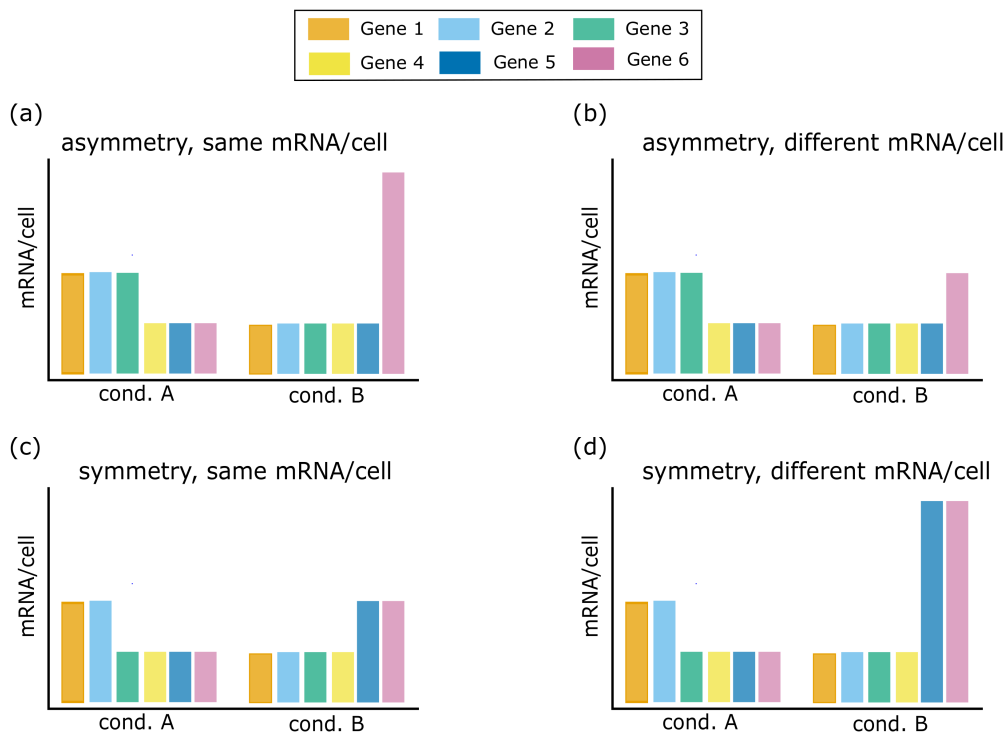 Gene 1 Gene 2 Gene 3
Gene 4 Gene 5 Gene 6
(a)
asymmetry, same mRNA/cell
mRNA/cell
cond. A cond. B
(b)
asymmetry, different mRNA/cell
mRNA/cell
cond. A cond. B
(c)
symmetry, same mRNA/cell
mRNA/cell
cond. A cond. B
(d)
symmetry, different mRNA/cell
mRNA/cell
cond. A cond. B